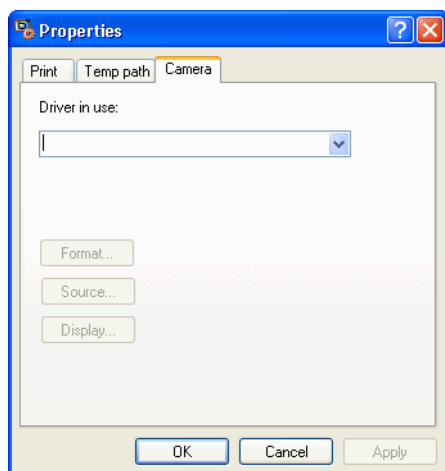 Properties
Print Temp path Camera
Driver in use:
Format...
Source...
Display...
OK Cancel Apply